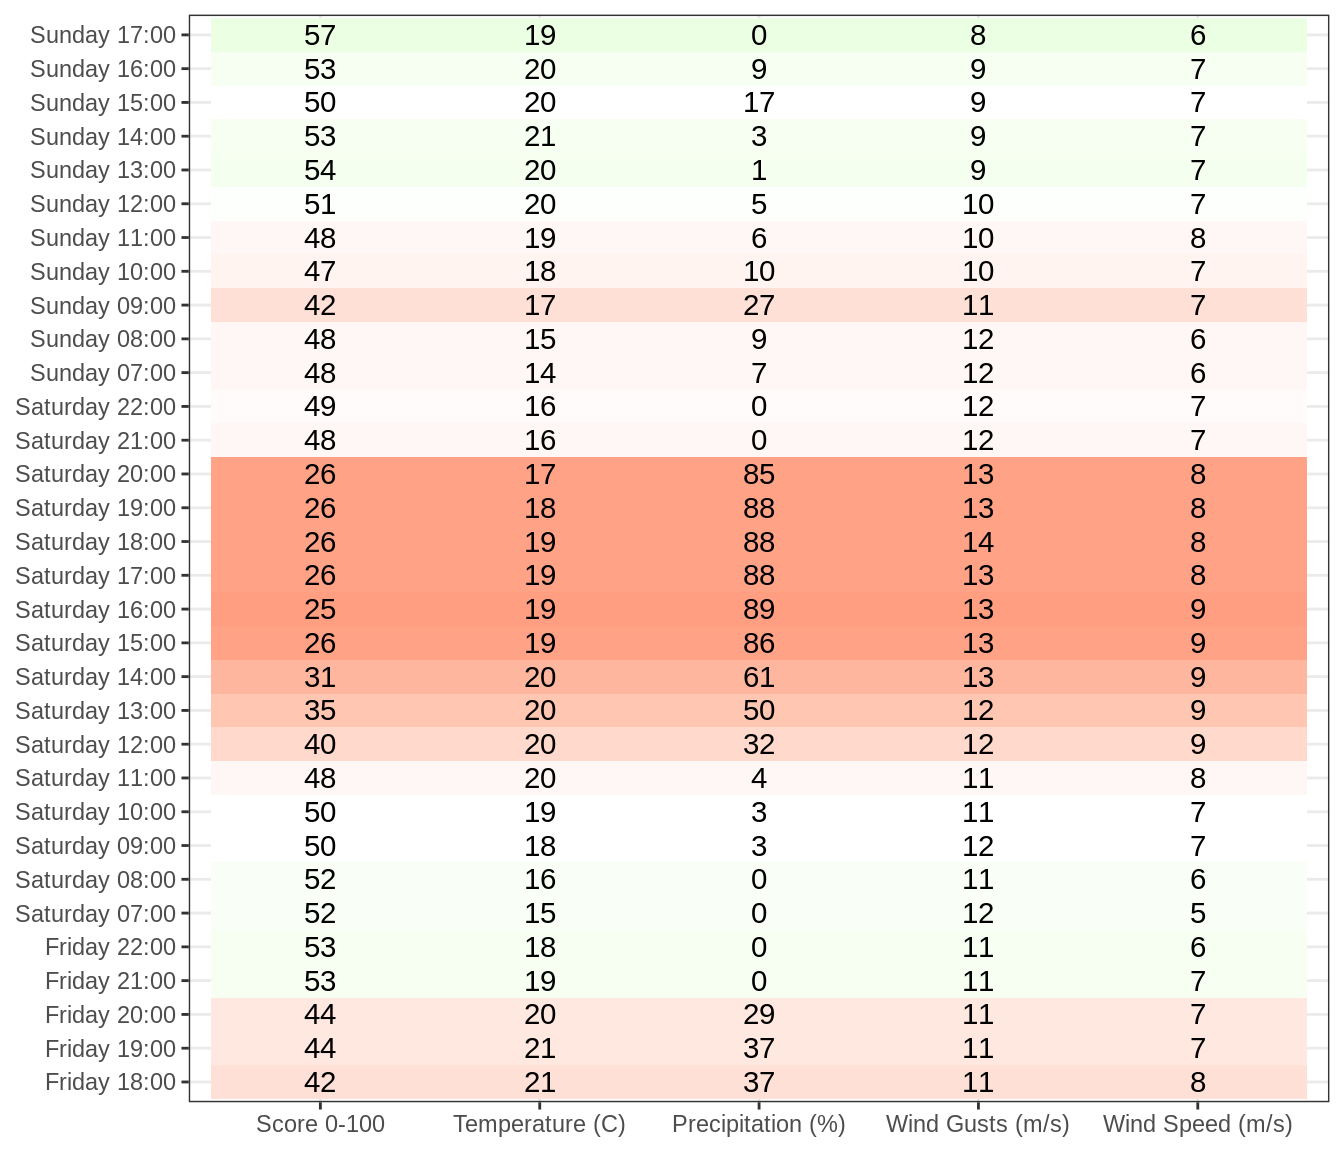 Sunday 17:00 57 19 0 8 6
Sunday 16:00 53 20 9 9 7
Sunday 15:00 50 20 17 9 7
Sunday 14:00 53 21 3 9 7
Sunday 13:00 54 20 1 9 7
Sunday 12:00 51 20 5 10 7
Sunday 11:00 48 19 6 10 8
Sunday 10:00 47 18 10 10 7
Sunday 09:00 42 17 27 11 7
Sunday 08:00 48 15 9 12 6
Sunday 07:00 48 14 7 12 6
Saturday 22:00 49 16 0 12 7
Saturday 21:00 48 16 0 12 7
Saturday 20:00 26 17 85 13 8
Saturday 19:00 26 18 88 13 8
Saturday 18:00 26 19 88 14 8
Saturday 17:00 26 19 88 13 8
Saturday 16:00 25 19 89 13 9
Saturday 15:00 26 19 86 13 9
Saturday 14:00 31 20 61 13 9
Saturday 13:00 35 20 50 12 9
Saturday 12:00 40 20 32 12 9
Saturday 11:00 48 20 4 11 8
Saturday 10:00 50 19 3 11 7
Saturday 09:00 50 18 3 12 7
Saturday 08:00 52 16 0 11 6
Saturday 07:00 52 15 0 12 5
Friday 22:00 53 18 0 11 6
Friday 21:00 53 19 0 11 7
Friday 20:00 44 20 29 11 7
Friday 19:00 44 21 37 11 7
Friday 18:00 42 21 37 11 8
Score 0-100 Temperature (C) Precipitation (%) Wind Gusts (m/s) Wind Speed (m/s)